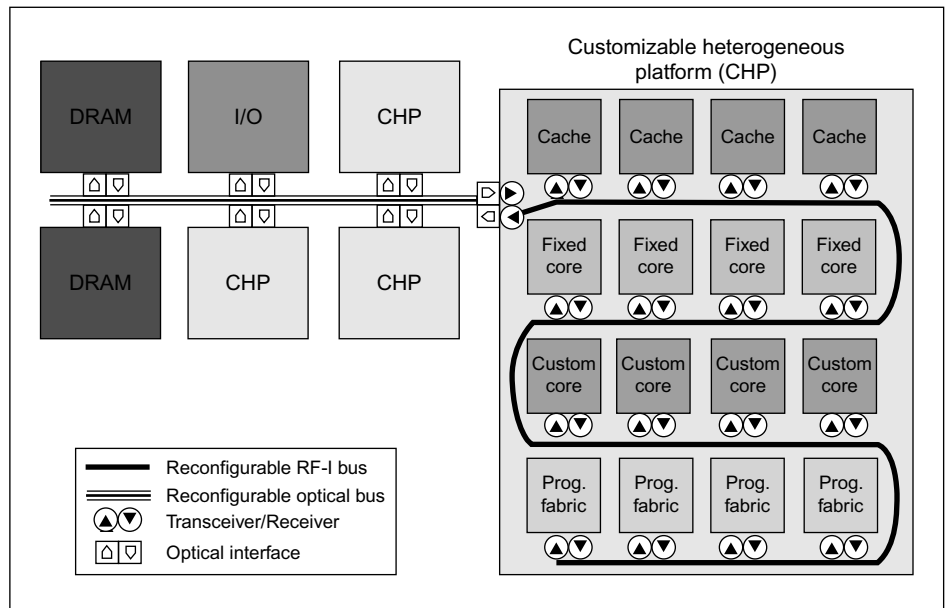 Customizable heterogeneous
platform (CHP)
DRAM
I/O
CHP
DRAM
CHP
CHP
Cache
Cache
Cache
Cache
Fixed
core
Fixed
core
Fixed
core
Fixed
core
Custom
core
Custom
core
Custom
core
Custom
core
Prog.
fabric
Prog.
fabric
Prog.
fabric
Prog.
fabric
Reconfigurable RF-I bus
Reconfigurable optical bus
Transceiver/Receiver
Optical interface